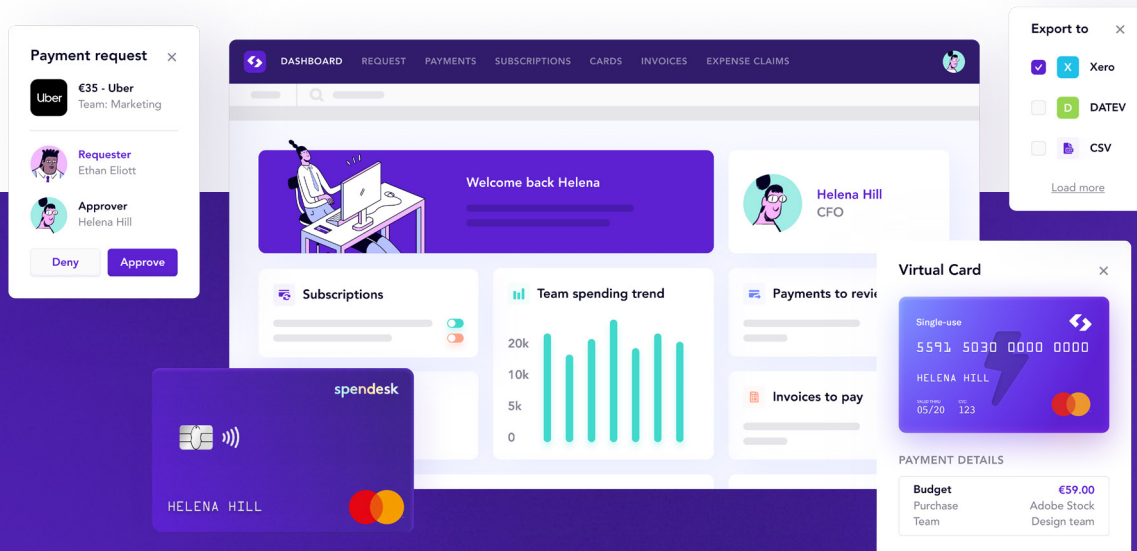 Payment request
Uber
€35 - Uber
Team: Marketing
Requester
Ethan Eliott
Approver
Helena Hill
Deny
Approve
DASHBOARD
REQUEST
PAYMENTS
SUBSCRIPTIONS
CARDS
INVOICES
EXPENSE CLAIMS
Welcome back Helena
Helena Hill
CFO
Subscriptions
Team spending trend
20k
10k
5k
0
Payments to revie
Invoices to pay
spendesk
HELENA HILL
Export to
X
Xero
D
DATEV
CSV
Load more
Virtual Card
Single-use
5591 5030 0000 0000
HELENA HILL
VALID THRU
CVC
05/20
123
PAYMENT DETAILS
Budget
€59.00
Purchase
Adobe Stock
Team
Design team